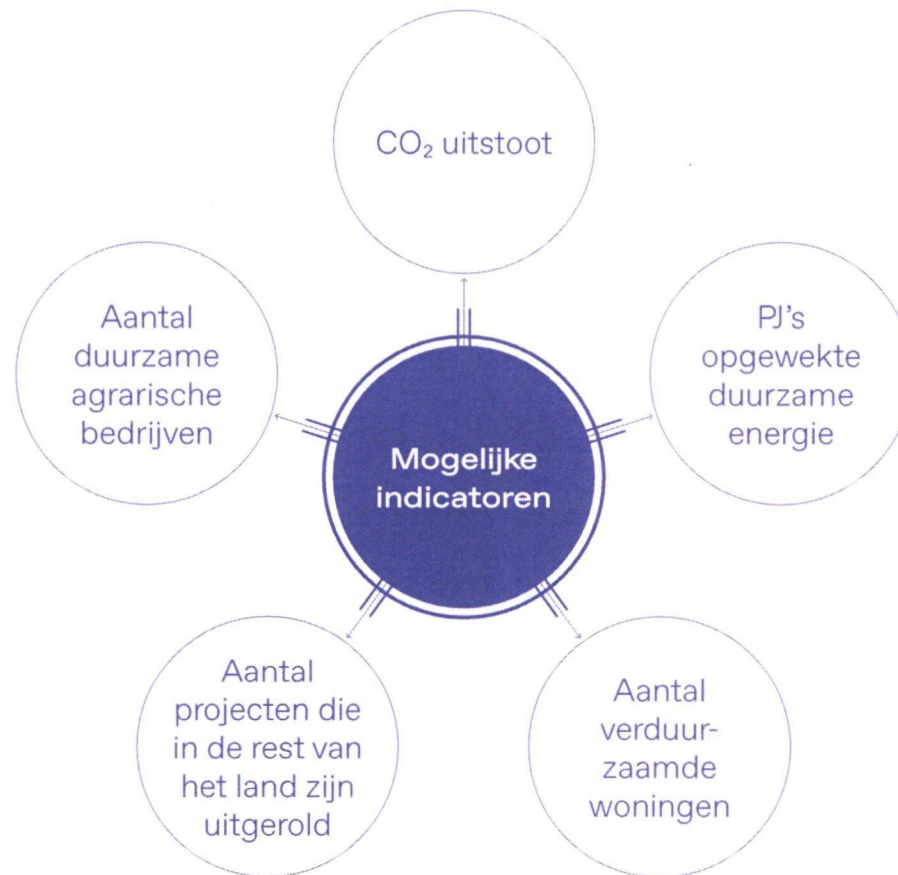 CO₂ uitstoot
Aantal
duurzame
agrarische
bedrijven
PJ's
opgewekte
duurzame
energie
Mogelijke
indicatoren
Aantal
projecten die
in de rest van
het land zijn
uitgerold
Aantal
verduur-
zaamde
woningen